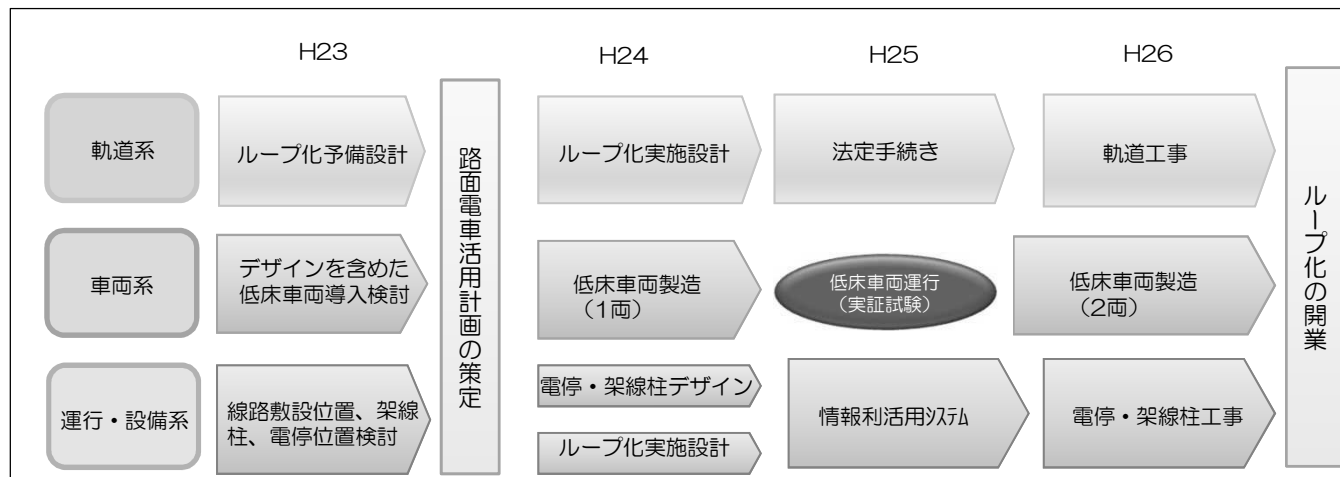 H23
H24
H25
H26
軌道系
ループ化予備設計
路面電車活用計画の策定
ループ化実施設計
法定手続き
軌道工事
ループ化の開業
車両系
デザインを含めた
低床車両導入検討
低床車両製造
（1両）
低床車両運行
（実証試験）
低床車両製造
（2両）
運行・設備系
線路敷設位置、架線
柱、電停位置検討
電停・架線柱デザイン
ループ化実施設計
情報利活用ｼｽﾃﾑ
電停・架線柱工事